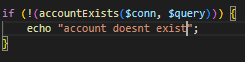 if (!(accountExists($conn, $query))) {
echo "account doesnt exist";
}